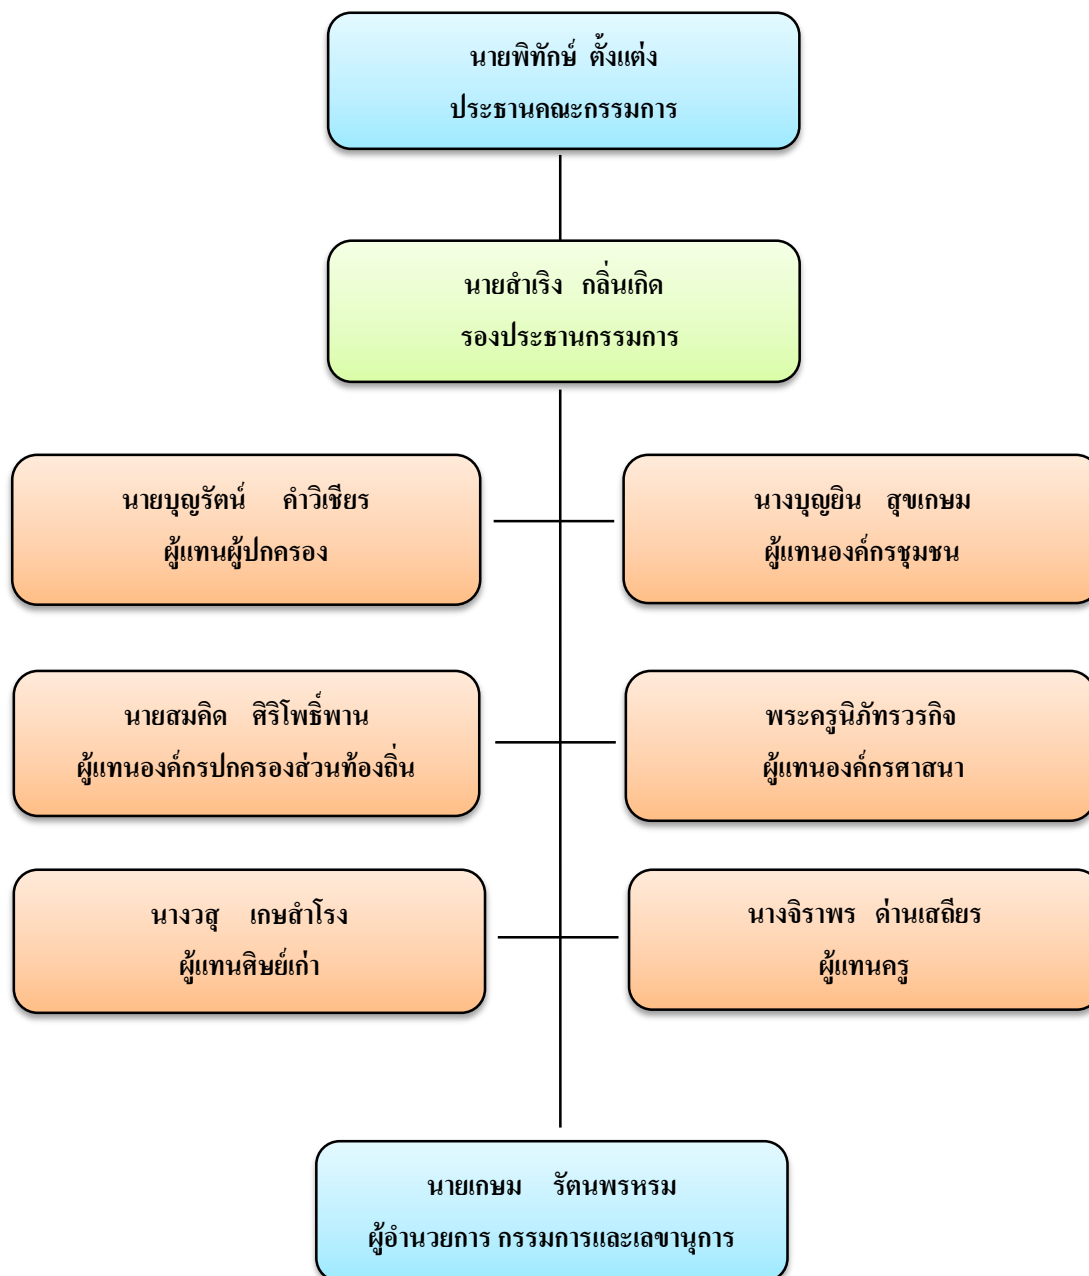 นายพิทักษ์ ตั้งแต่ง
ประธานคณะกรรมการ
นายสำเริง กลิ่นเกิด
รองประธานกรรมการ
นายบุญรัตน์ คำวิเชียร
ผู้แทนผู้ปกครอง
นางบุญยิน สุขเกษม
ผู้แทนองค์กรชุมชน
นายสมคิด ศิริโพธิ์พาน
ผู้แทนองค์กรปกครองส่วนท้องถิ่น
พระครูนิภัทรวรกิจ
ผู้แทนองค์กรศาสนา
นางวสุ เกษสำโรง
ผู้แทนศิษย์เก่า
นางจิราพร ด่านเสถียร
ผู้แทนครู
นายเกษม รัตนพรหรม
ผู้อำนวยการ กรรมการและเลขานุการ